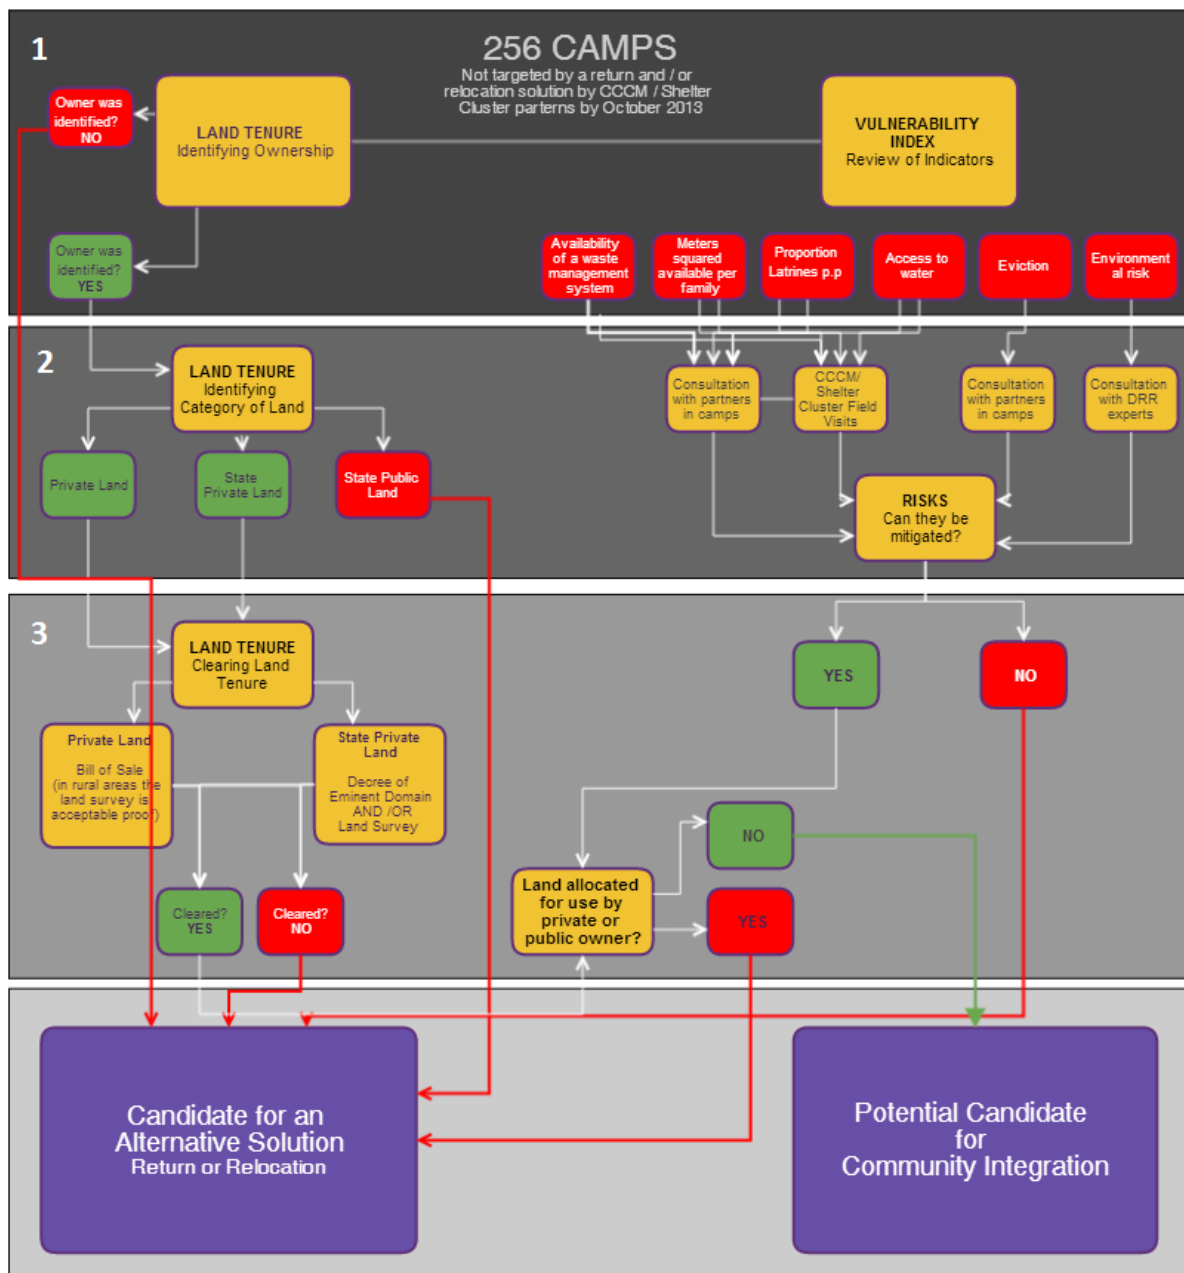 1
256 CAMPS
Not targeted by a return and / or
relocation solution by CCCM / Shelter
Cluster parterns by October 2013
Owner was
identified?
NO
LAND TENURE
Identifying Ownership
VULNERABILITY
INDEX
Review of Indicators
Owner was
identified?
YES
Availability
of a waste
management
system
Meters
squared
available per
family
Proportion
Latrines p.p
Access to
water
Eviction
Environment
al risk
2
LAND TENURE
Identifying
Category of Land
Consultation
with partners
in camps
CCCM/
Shelter
Cluster Field
Visits
Consultation
with partners
in camps
Consultation
with DRR
experts
Private Land
State
Private Land
State Public
Land
RISKS
Can they be
mitigated?
3
LAND TENURE
Clearing Land
Tenure
YES
NO
Private Land
Bill of Sale
(in rural areas the
land survey is
acceptable proof)
State Private
Land
Decree of
Eminent Domain
AND /OR
Land Survey
NO
Land allocated
for use by
private or
public owner?
YES
Cleared?
YES
Cleared?
NO
Candidate for an
Alternative Solution
Return or Relocation
Potential Candidate
for
Community Integration